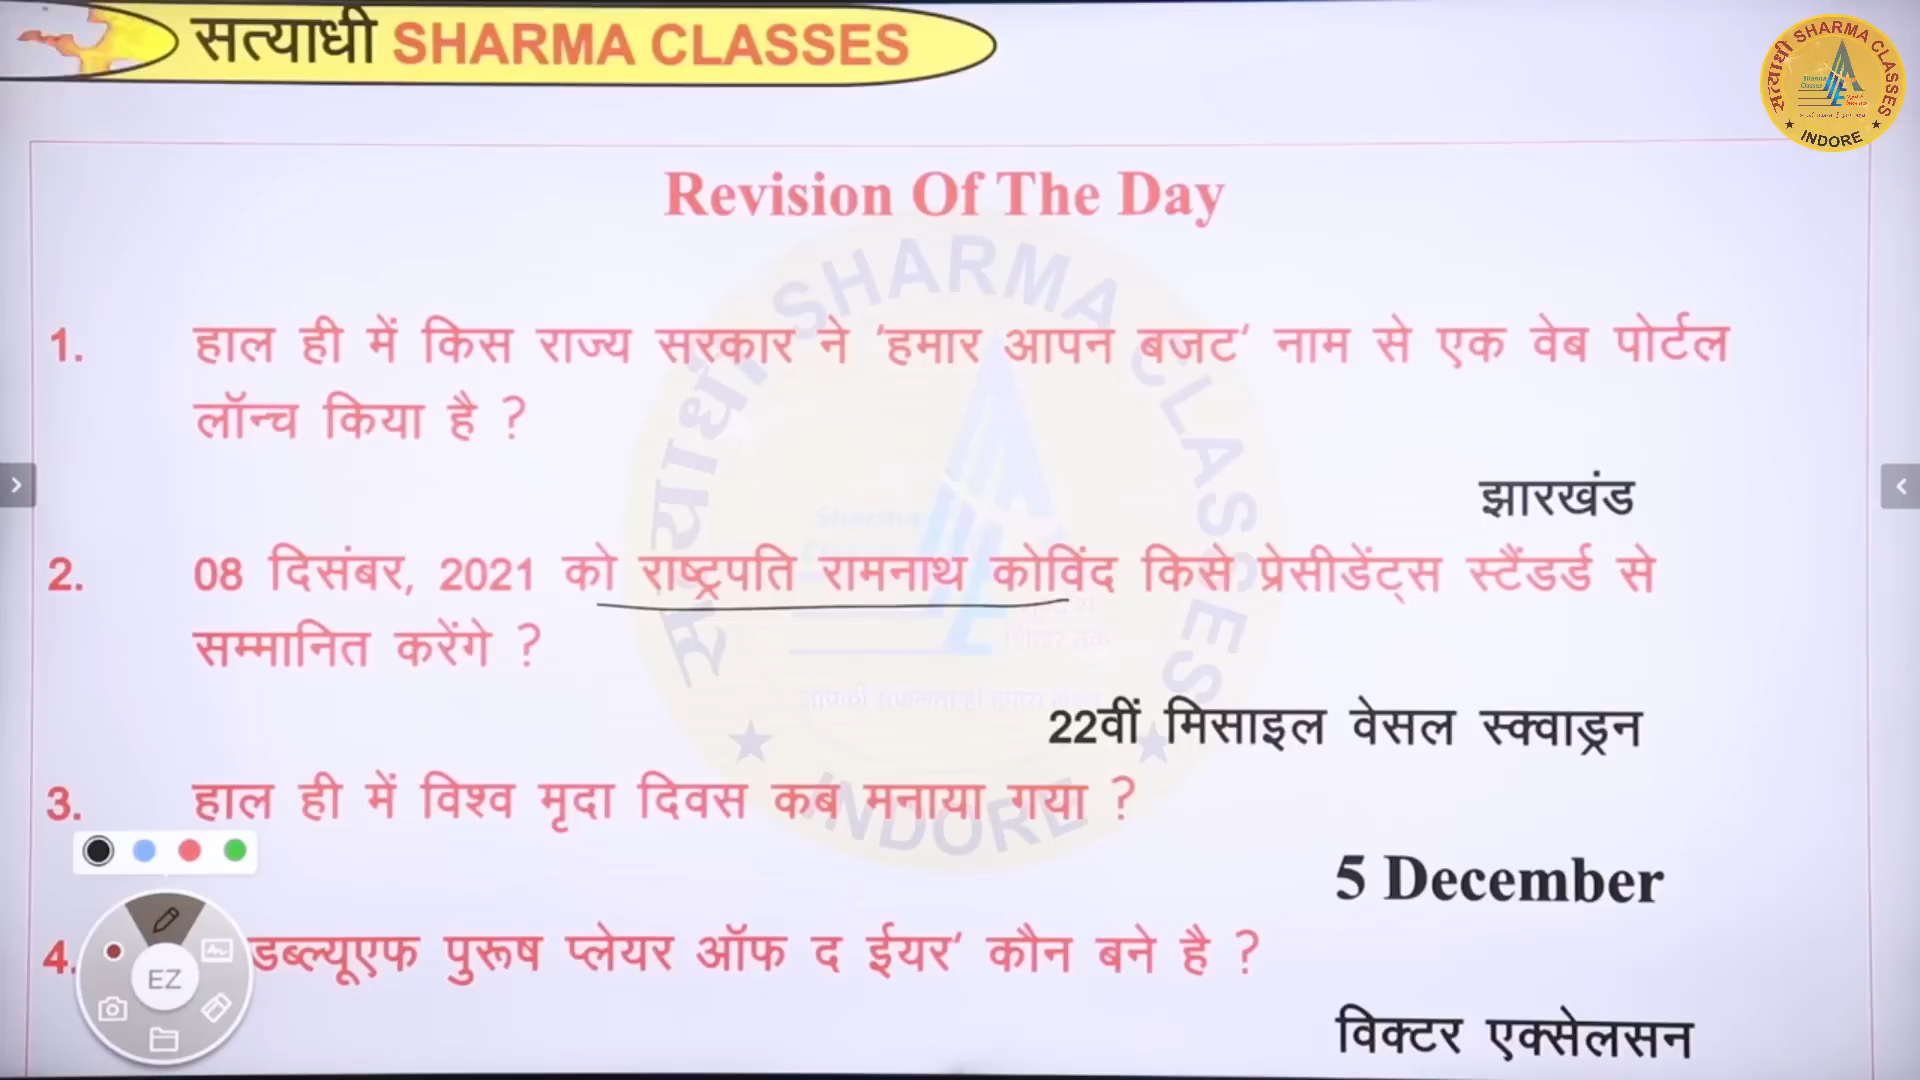 सत्यार्थी SHARMA CLASSES
SHARMA CLASSES
INDORE
Revision Of The Day
1. हाल ही में किस राज्य सरकार ने ‘हमार आपन बजट’ नाम से एक वेब पोर्टल
लॉन्च किया है ?
झारखंड
2. 08 दिसंबर, 2021 को राष्ट्रपति रामनाथ कोविंद किसे प्रेसीडेंट्स स्टैंडर्ड से
सम्मानित करेंगे ?
22वीं मिसाइल वेसल स्क्वाड्रन
3. हाल ही में विश्व मृदा दिवस कब मनाया गया ?
5 December
4. डब्ल्यूएफ पुरूष प्लेयर ऑफ द ईयर’ कौन बने है ?
EZ
विक्टर एक्सेलसन